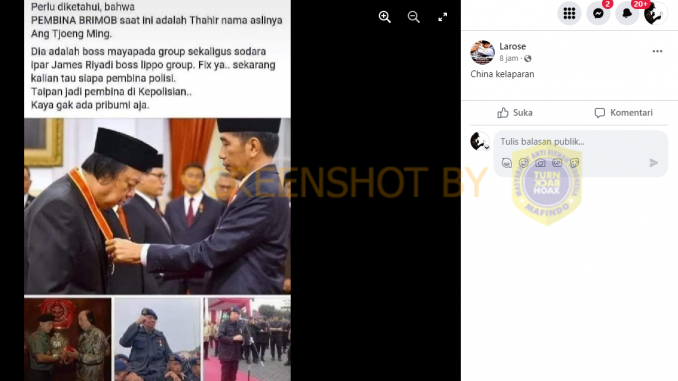 Perlu diketahui, bahwa
PEMBINA BRIMOB saat ini adalah Thahir nama aslinya
Ang Tjoeng Ming.
Dia adalah boss mayapada group sekaligus sodara
ipar James Riyadi boss lippo group. Fix ya.. sekarang
kalian tau siapa pembina polisi.
Taipan jadi pembina di Kepolisian..
Kaya gak ada pribumi aja.
SCREENSHOT BY
2
20+
Larose
8 jam
China kelaparan
Suka
Komentari
Tulis balasan publik...
TURN
BACK
HOAX
MAFINDO